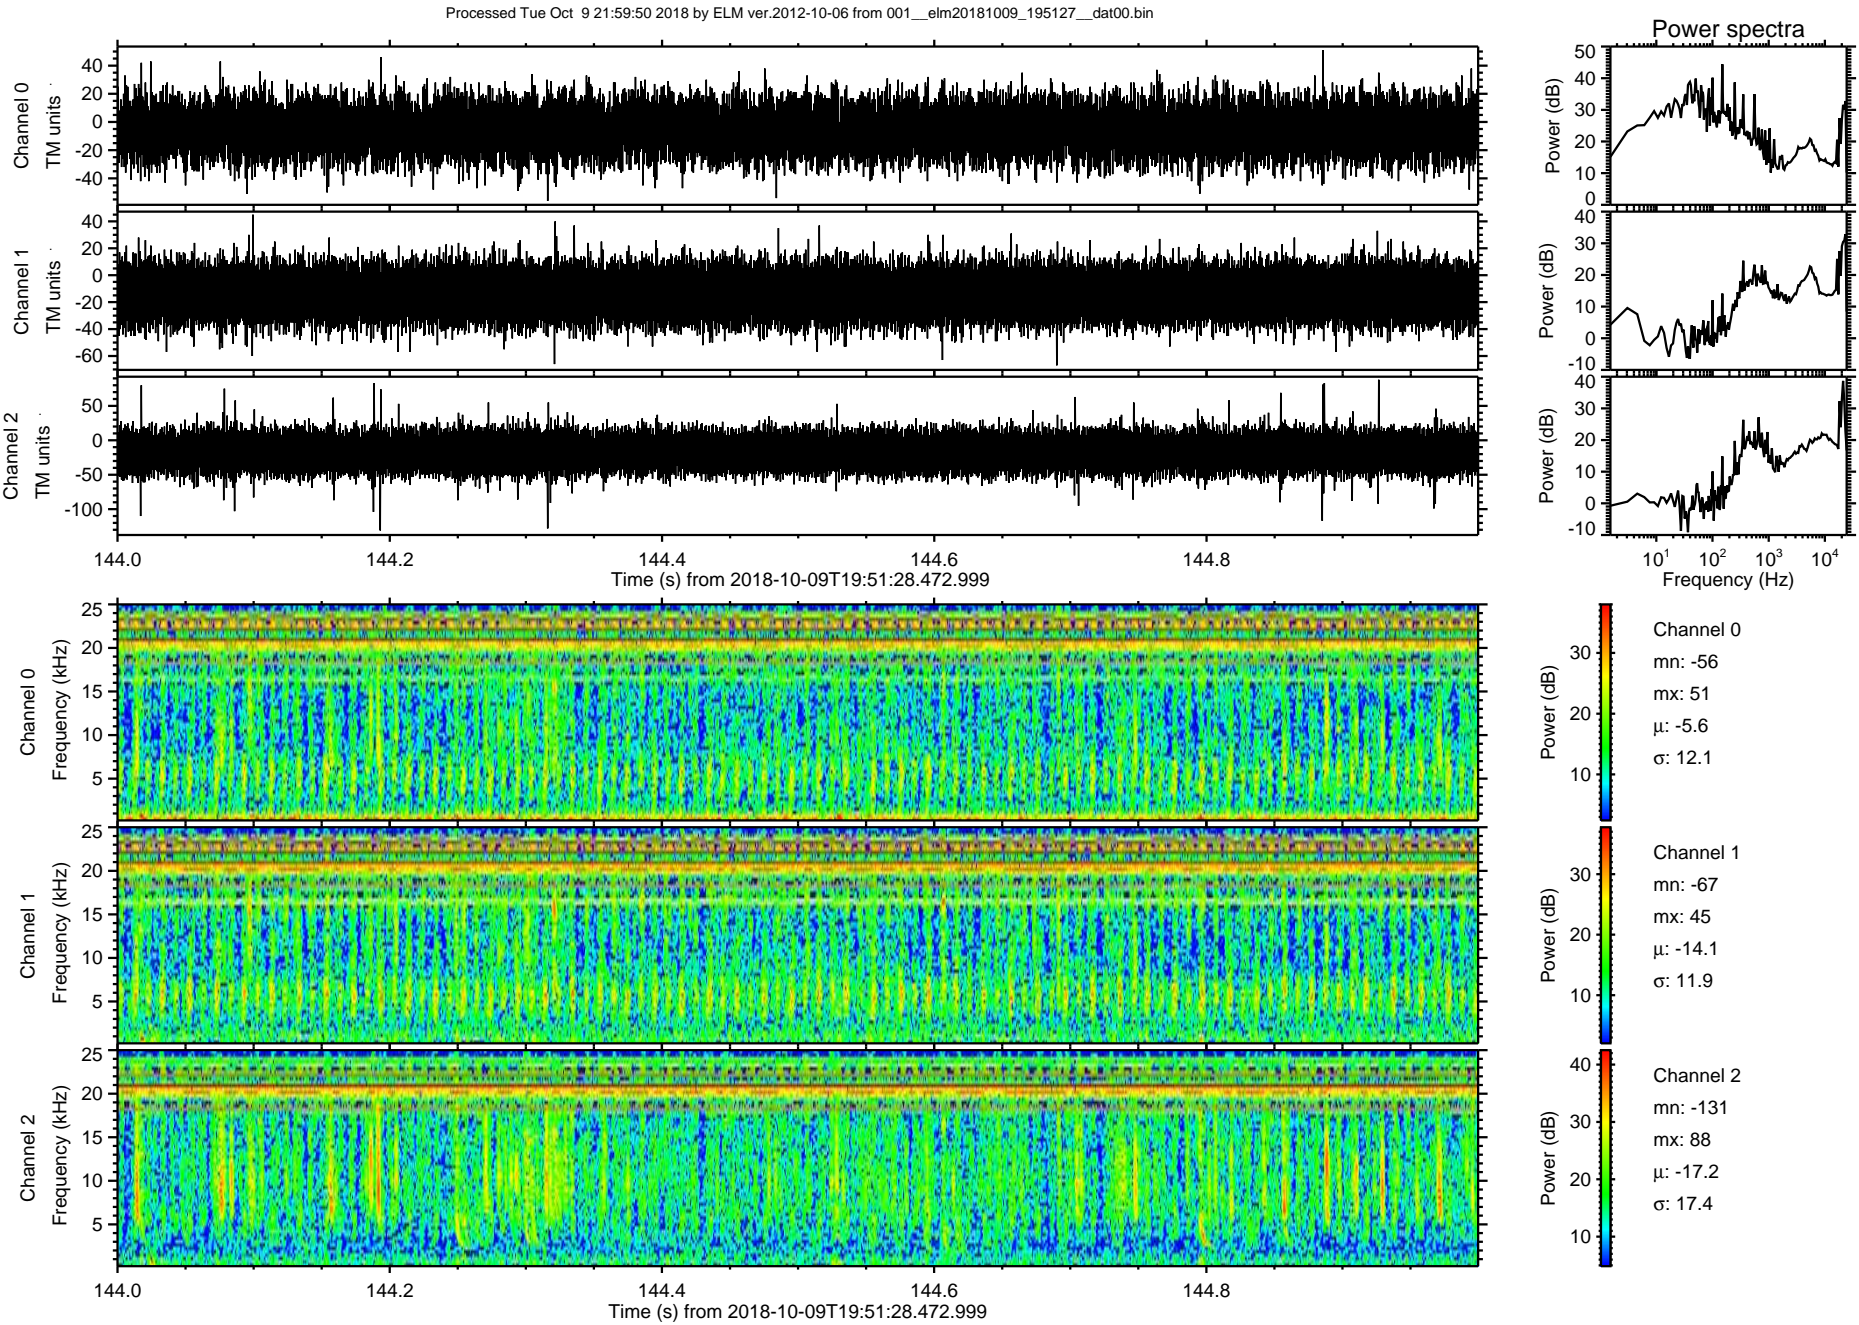 Processed Tue Oct  9 21:59:50 2018 by ELM ver.2012-10-06 from 001__elm20181009_195127__dat00.bin
Power spectra
Channel 0
TM units
40
20
0
-20
-40
Power (dB)
50
40
30
20
10
0
Channel 1
TM units
40
20
0
-20
-40
-60
Power (dB)
40
30
20
10
0
-10
Channel 2
TM units
50
0
-50
-100
Power (dB)
40
30
20
10
0
-10
144.0 144.2 144.4 144.6 144.8
Time (s) from 2018-10-09T19:51:28.472.999
10¹ 10² 10³ 10⁴
Frequency (Hz)
Channel 0
Frequency (kHz)
25
20
15
10
5
Power (dB)
30
20
10
Channel 0
mn: -56
mx: 51
μ: -5.6
σ: 12.1
Channel 1
Frequency (kHz)
25
20
15
10
5
Power (dB)
30
20
10
Channel 1
mn: -67
mx: 45
μ: -14.1
σ: 11.9
Channel 2
Frequency (kHz)
25
20
15
10
5
Power (dB)
40
30
20
10
Channel 2
mn: -131
mx: 88
μ: -17.2
σ: 17.4
144.0 144.2 144.4 144.6 144.8
Time (s) from 2018-10-09T19:51:28.472.999